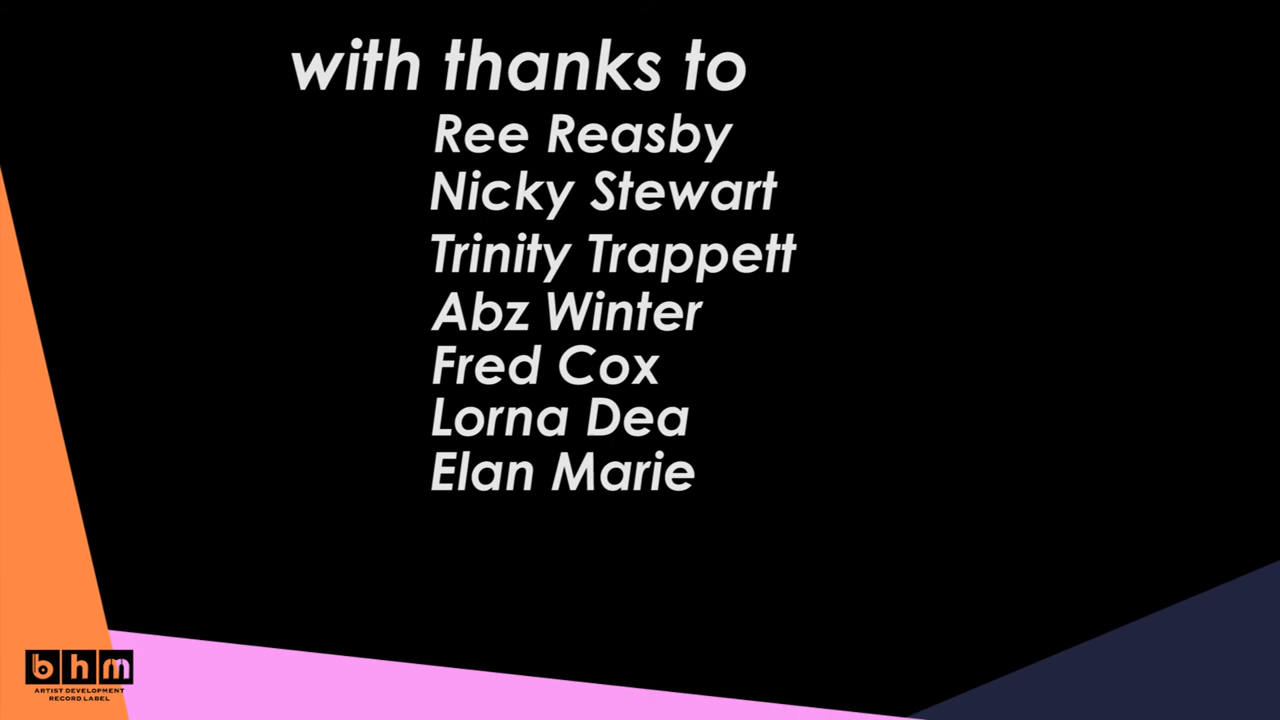 with thanks to
Ree Reasby
Nicky Stewart
Trinity Trappett
Abz Winter
Fred Cox
Lorna Dea
Elan Marie
bhm
ARTIST DEVELOPMENT
RECORD LABEL